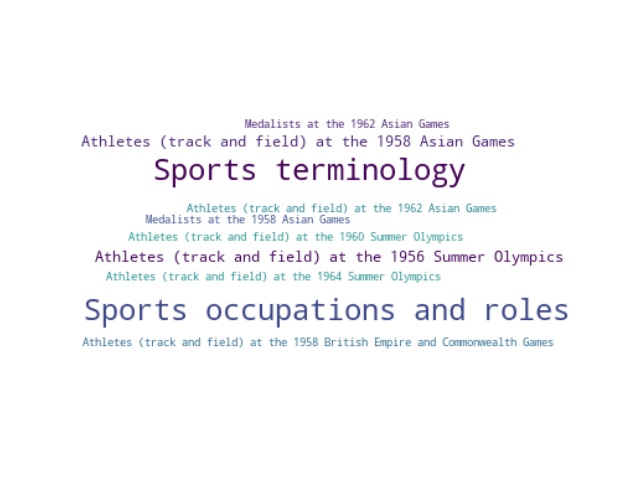 Medalists at the 1962 Asian Games
Athletes (track and field) at the 1958 Asian Games
Sports terminology
Athletes (track and field) at the 1962 Asian Games
Medalists at the 1958 Asian Games
Athletes (track and field) at the 1960 Summer Olympics
Athletes (track and field) at the 1956 Summer Olympics
Athletes (track and field) at the 1964 Summer Olympics
Sports occupations and roles
Athletes (track and field) at the 1958 British Empire and Commonwealth Games